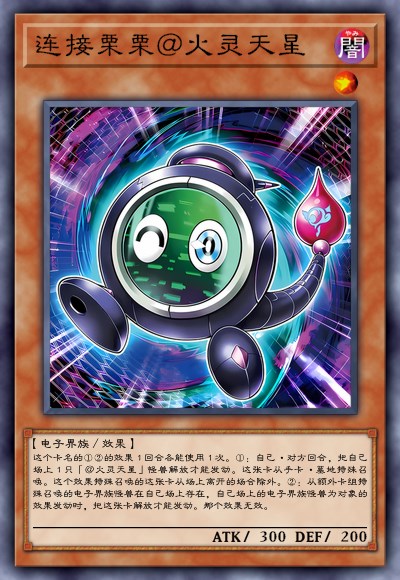 连接栗栗@火灵天星
やみ
闇
【电子界族/效果】
这个卡名的①②的效果1回合各能使用1次。①:自己·对方回合,把自己
场上1只「@火灵天星」怪兽解放才能发动。这张卡从手卡·墓地特殊召
唤。这个效果特殊召唤的这张卡从场上离开的场合除外。②:从额外卡组特
殊召唤的电子界族怪兽在自己场上存在,自己场上的电子界族怪兽为对象的
效果发动时,把这张卡解放才能发动。那个效果无效。
ATK/ 300 DEF/ 200